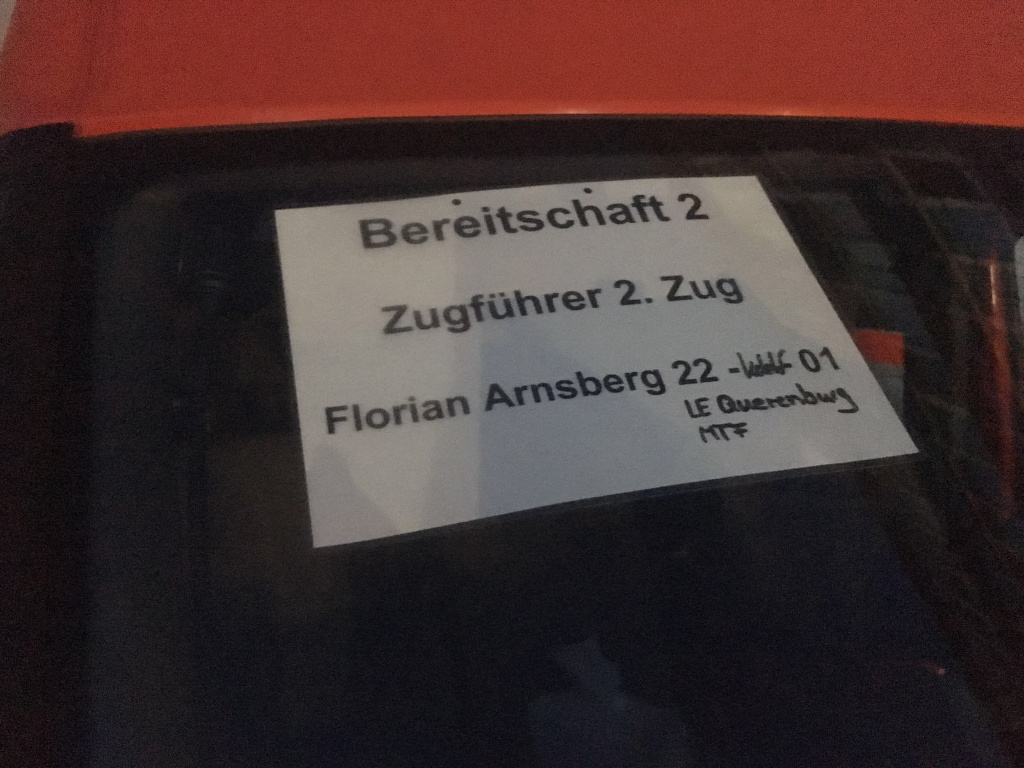 Bereitschaft 2
Zugführer 2. Zug
Florian Arnsberg 22 - 01
LE Querenburg
MTF